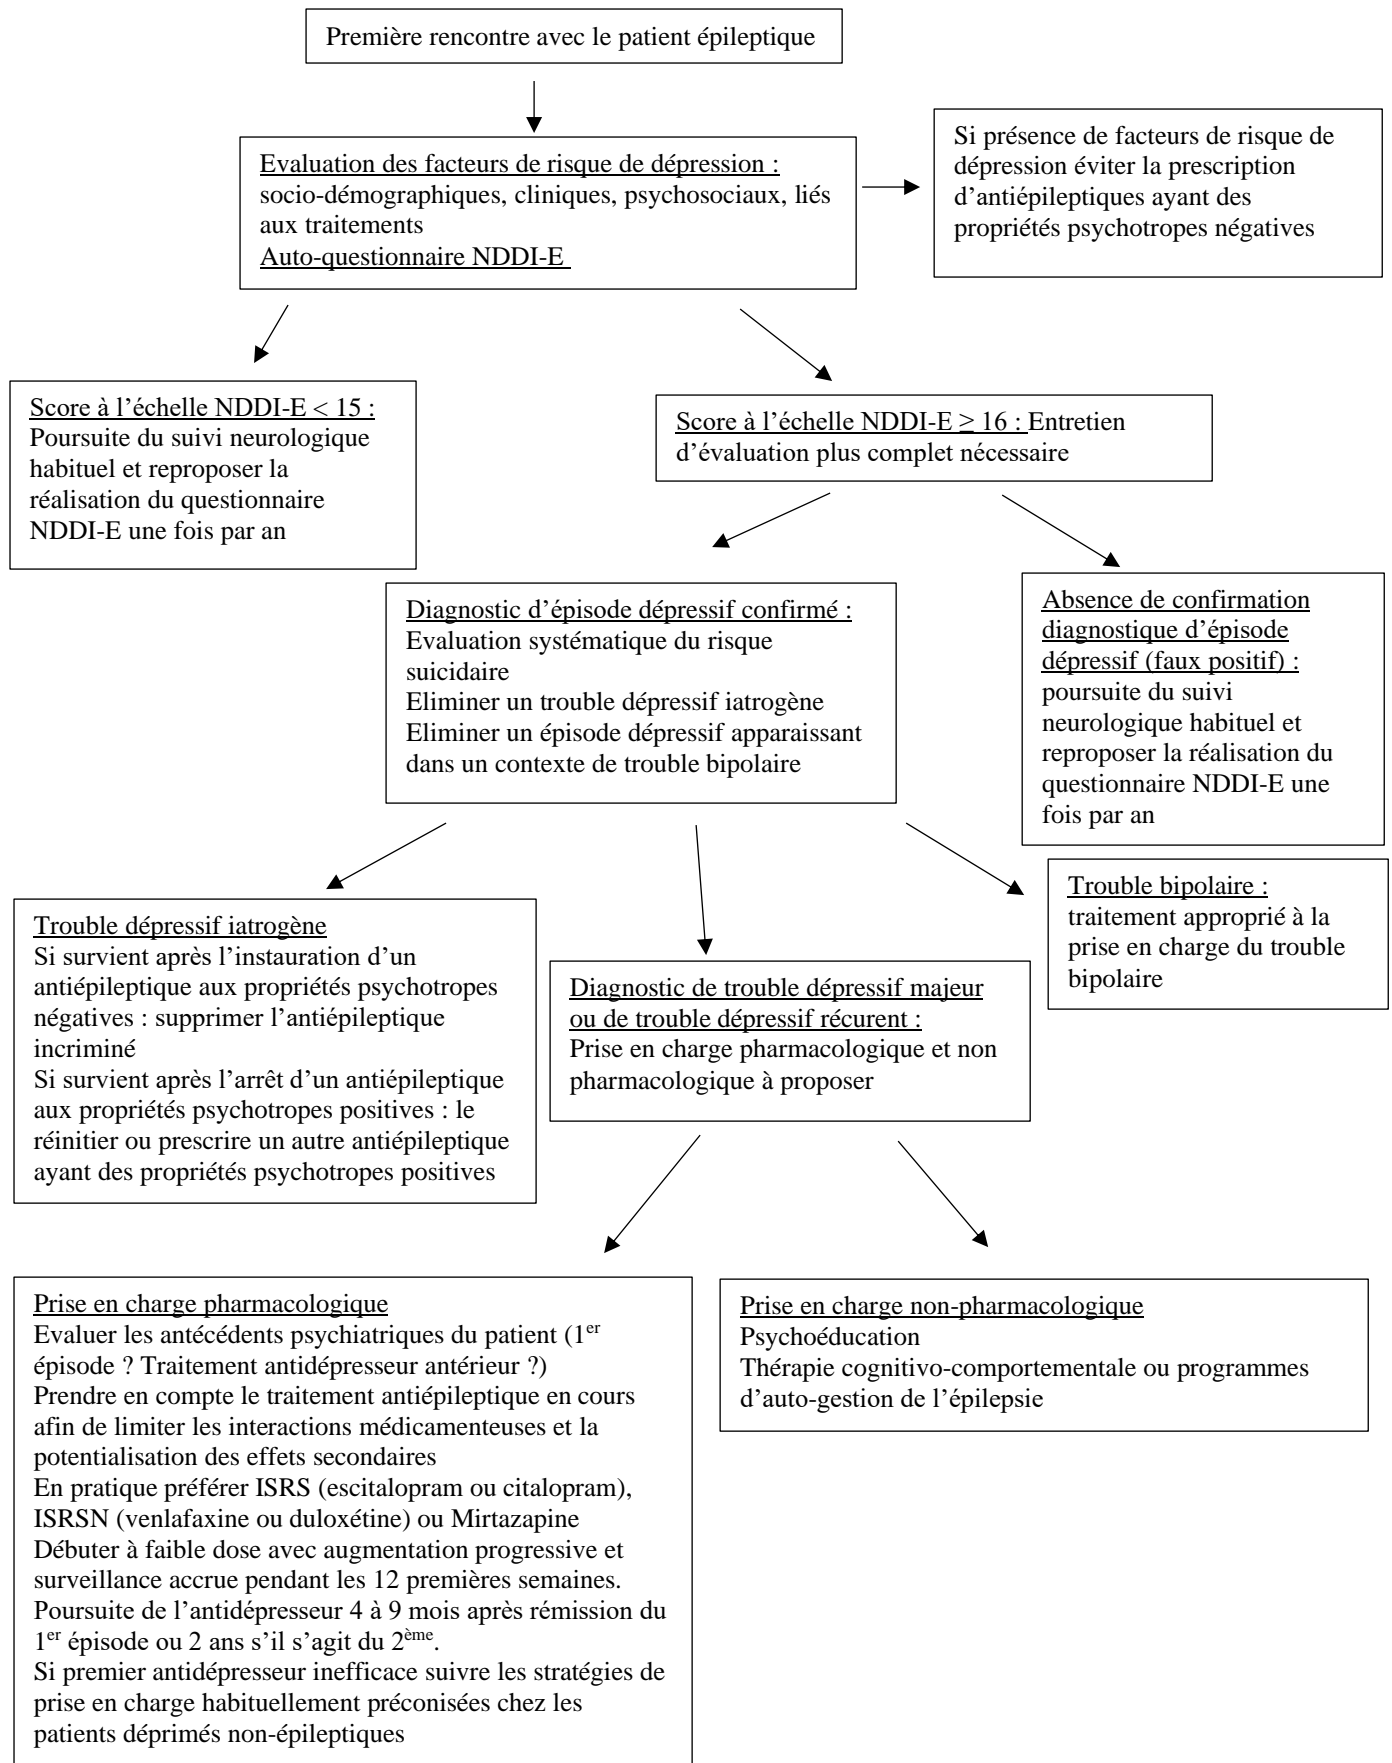 Première rencontre avec le patient épileptique
Evaluation des facteurs de risque de dépression :
socio-démographiques, cliniques, psychosociaux, liés
aux traitements
Auto-questionnaire NDDI-E
Si présence de facteurs de risque de
dépression éviter la prescription
d’antiépileptiques ayant des
propriétés psychotropes négatives
Score à l’échelle NDDI-E < 15 :
Poursuite du suivi neurologique
habituel et reproposer la
réalisation du questionnaire
NDDI-E une fois par an
Score à l’échelle NDDI-E ≥ 16 : Entretien
d’évaluation plus complet nécessaire
Diagnostic d’épisode dépressif confirmé :
Evaluation systématique du risque
suicidaire
Eliminer un trouble dépressif iatrogène
Eliminer un épisode dépressif apparaissant
dans un contexte de trouble bipolaire
Absence de confirmation
diagnostique d’épisode
dépressif (faux positif) :
poursuite du suivi
neurologique habituel et
reproposer la réalisation du
questionnaire NDDI-E une
fois par an
Trouble dépressif iatrogène
Si survient après l’instauration d’un
antiépileptique aux propriétés psychotropes
négatives : supprimer l’antiépileptique
incriminé
Si survient après l’arrêt d’un antiépileptique
aux propriétés psychotropes positives : le
réinitier ou prescrire un autre antiépileptique
ayant des propriétés psychotropes positives
Diagnostic de trouble dépressif majeur
ou de trouble dépressif récurent :
Prise en charge pharmacologique et non
pharmacologique à proposer
Trouble bipolaire :
traitement approprié à la
prise en charge du trouble
bipolaire
Prise en charge pharmacologique
Evaluer les antécédents psychiatriques du patient (1er
épisode ? Traitement antidépresseur antérieur ?)
Prendre en compte le traitement antiépileptique en cours
afin de limiter les interactions médicamenteuses et la
potentialisation des effets secondaires
En pratique préférer ISRS (escitalopram ou citalopram),
ISRSN (venlafaxine ou duloxétine) ou Mirtazapine
Débuter à faible dose avec augmentation progressive et
surveillance accrue pendant les 12 premières semaines.
Poursuite de l’antidépresseur 4 à 9 mois après rémission du
1er épisode ou 2 ans s’il s’agit du 2ème.
Si premier antidépresseur inefficace suivre les stratégies de
prise en charge habituellement préconisées chez les
patients déprimés non-épileptiques
Prise en charge non-pharmacologique
Psychoéducation
Thérapie cognitivo-comportementale ou programmes
d’auto-gestion de l’épilepsie